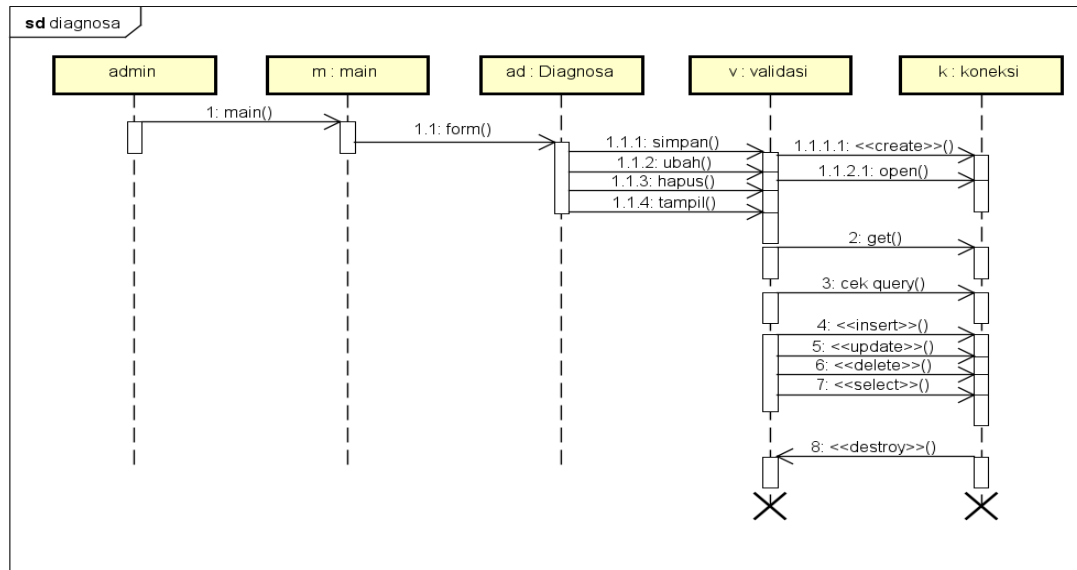 sd diagnosa
admin
m : main
ad : Diagnosa
v : validasi
k : koneksi
1: main()
1.1: form()
1.1.1: simpan()
1.1.1.1: <<create>>()
1.1.2: ubah()
1.1.2.1: open()
1.1.3: hapus()
1.1.4: tampil()
2: get()
3: cek query()
4: <<insert>>()
5: <<update>>()
6: <<delete>>()
7: <<select>>()
8: <<destroy>>()